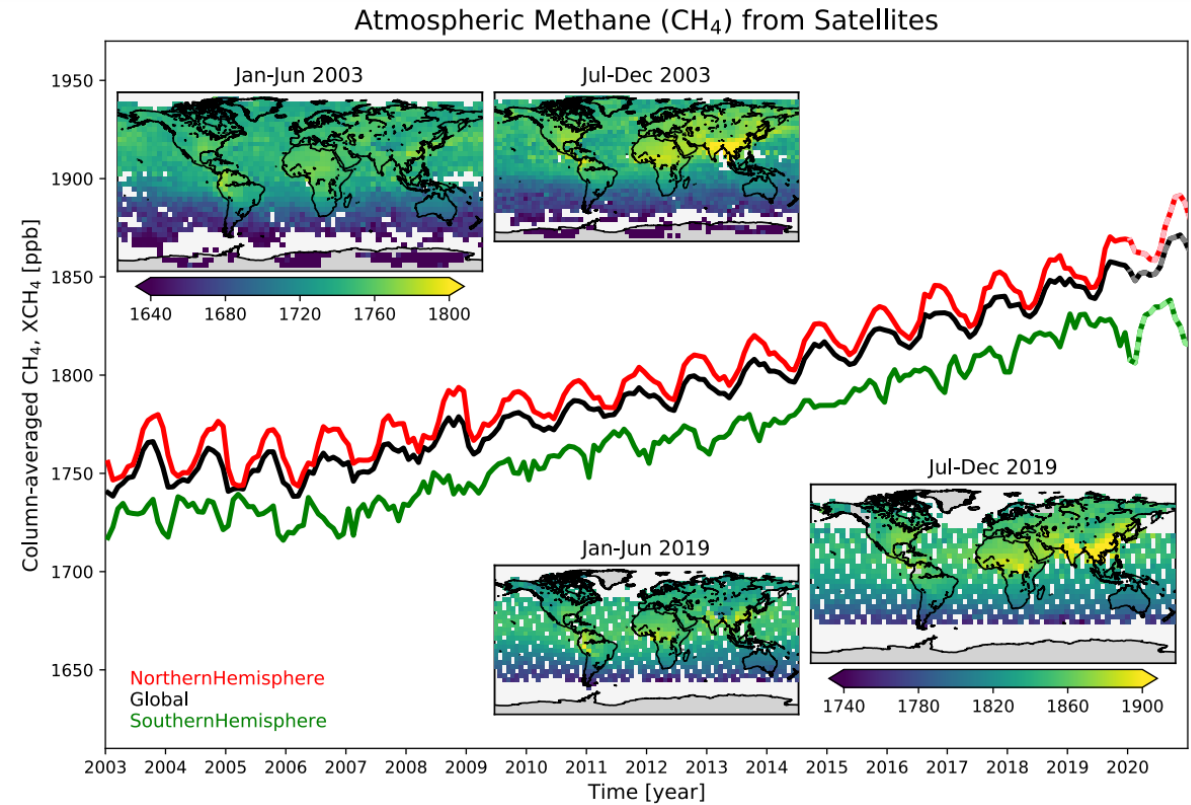 Atmospheric Methane (CH₄) from Satellites
Column-averaged CH₄, XCH₄ [ppb]
1950
1900
1850
1800
1750
1700
1650
Jan-Jun 2003
1640 1680 1720 1760 1800
Jul-Dec 2003
Jan-Jun 2019
Jul-Dec 2019
1740 1780 1820 1860 1900
NorthernHemisphere
Global
SouthernHemisphere
2003 2004 2005 2006 2007 2008 2009 2010 2011 2012 2013 2014 2015 2016 2017 2018 2019 2020
Time [year]